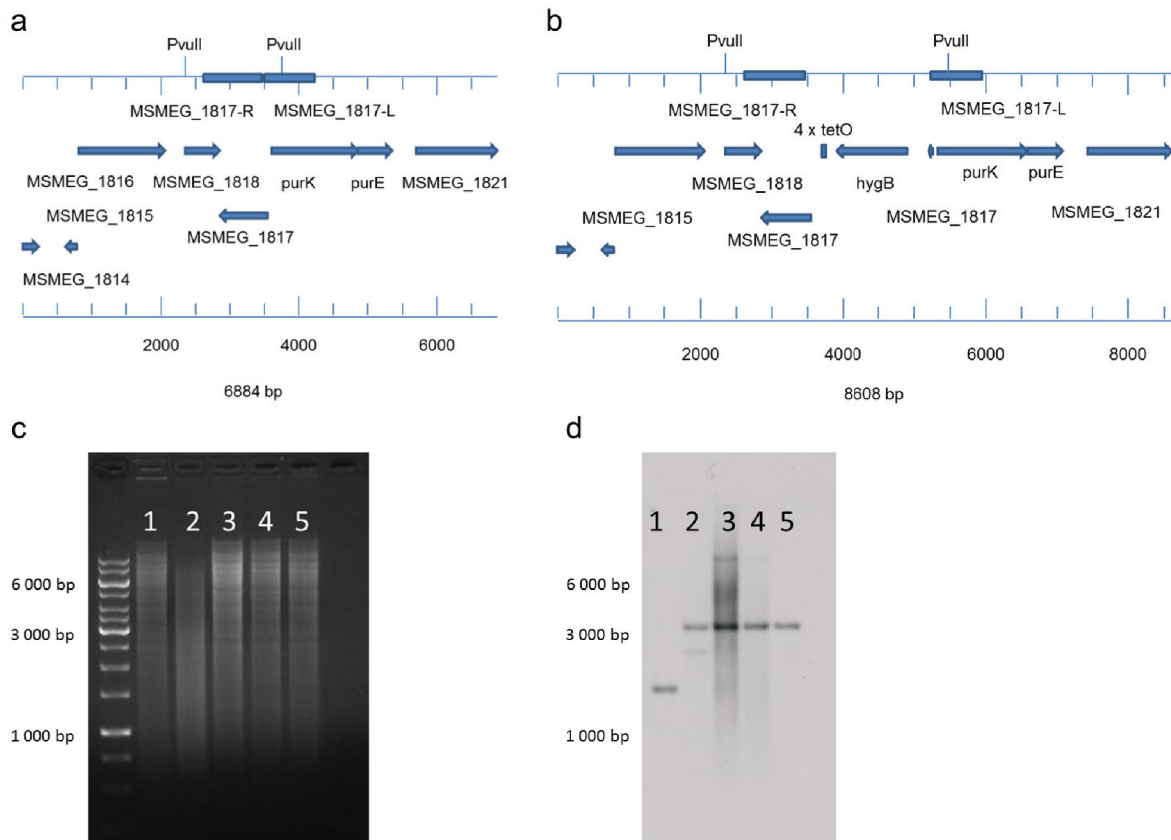 a
PvuII PvuII
MSMEG_1817-R MSMEG_1817-L
MSMEG_1816 MSMEG_1818 purK purE MSMEG_1821
MSMEG_1815
MSMEG_1817
MSMEG_1814
2000 4000 6000
6884 bp
b
PvuII PvuII
MSMEG_1817-R MSMEG_1817-L
4 x tetO
MSMEG_1818 hygB purK purE
MSMEG_1815 MSMEG_1817 MSMEG_1821
MSMEG_1817
2000 4000 6000 8000
8608 bp
c
1 2 3 4 5
6 000 bp
3 000 bp
1 000 bp
d
1 2 3 4 5
6 000 bp
3 000 bp
1 000 bp